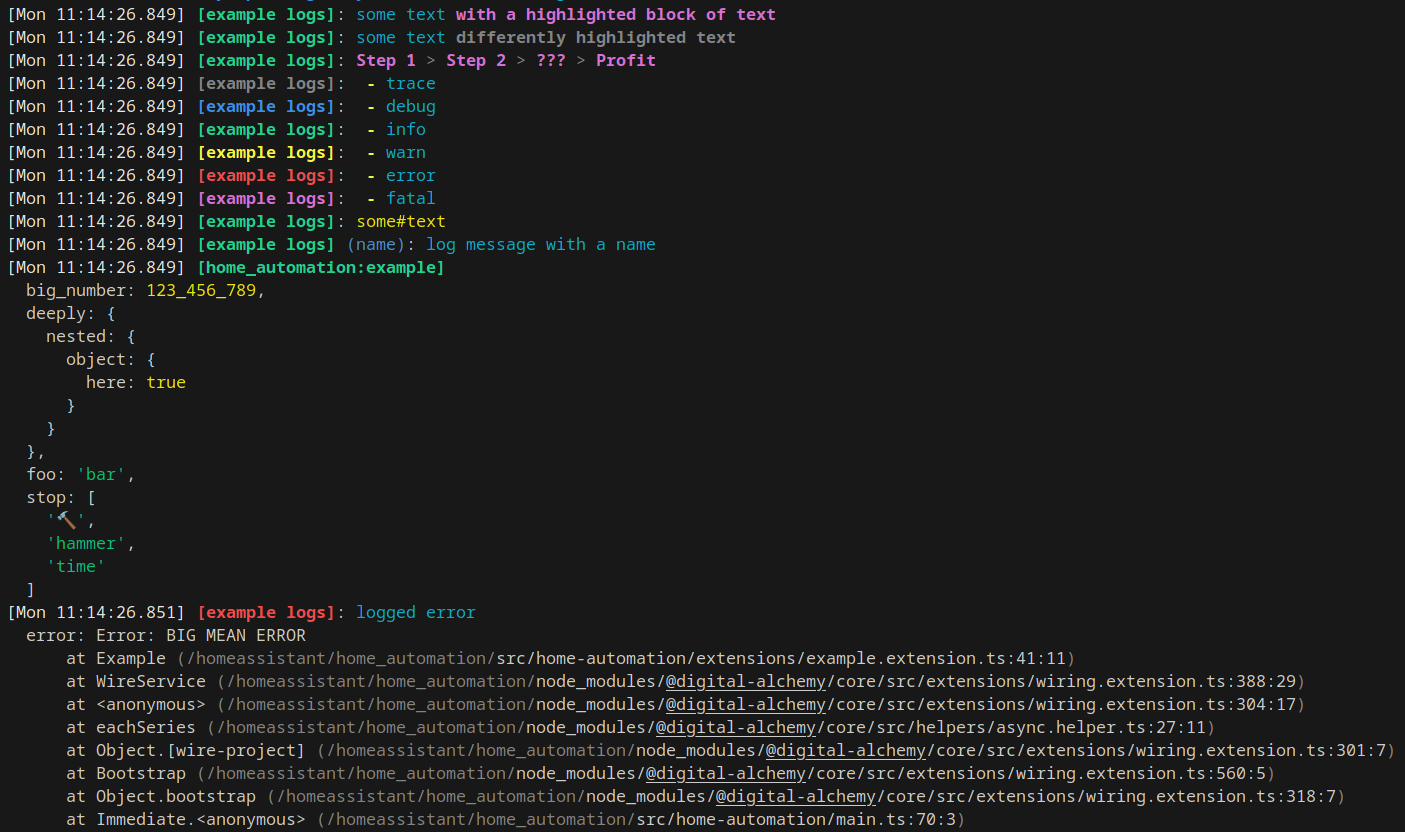 [Mon 11:14:26.849] [example logs]: some text with a highlighted block of text
[Mon 11:14:26.849] [example logs]: some text differently highlighted text
[Mon 11:14:26.849] [example logs]: Step 1 > Step 2 > ??? > Profit
[Mon 11:14:26.849] [example logs]:  - trace
[Mon 11:14:26.849] [example logs]:  - debug
[Mon 11:14:26.849] [example logs]:  - info
[Mon 11:14:26.849] [example logs]:  - warn
[Mon 11:14:26.849] [example logs]:  - error
[Mon 11:14:26.849] [example logs]:  - fatal
[Mon 11:14:26.849] [example logs]: some#text
[Mon 11:14:26.849] [example logs] (name): log message with a name
[Mon 11:14:26.849] [home_automation:example]
  big_number: 123_456_789,
  deeply: {
    nested: {
      object: {
        here: true
      }
    }
  },
  foo: 'bar',
  stop: [
    '🔨',
    'hammer',
    'time'
  ]
[Mon 11:14:26.851] [example logs]: logged error
  error: Error: BIG MEAN ERROR
      at Example (/homeassistant/home_automation/src/home-automation/extensions/example.extension.ts:41:11)
      at WireService (/homeassistant/home_automation/node_modules/@digital-alchemy/core/src/extensions/wiring.extension.ts:388:29)
      at <anonymous> (/homeassistant/home_automation/node_modules/@digital-alchemy/core/src/extensions/wiring.extension.ts:304:17)
      at eachSeries (/homeassistant/home_automation/node_modules/@digital-alchemy/core/src/helpers/async.helper.ts:27:11)
      at Object.[wire-project] (/homeassistant/home_automation/node_modules/@digital-alchemy/core/src/extensions/wiring.extension.ts:301:7)
      at Bootstrap (/homeassistant/home_automation/node_modules/@digital-alchemy/core/src/extensions/wiring.extension.ts:560:5)
      at Object.bootstrap (/homeassistant/home_automation/node_modules/@digital-alchemy/core/src/extensions/wiring.extension.ts:318:7)
      at Immediate.<anonymous> (/homeassistant/home_automation/src/home-automation/main.ts:70:3)